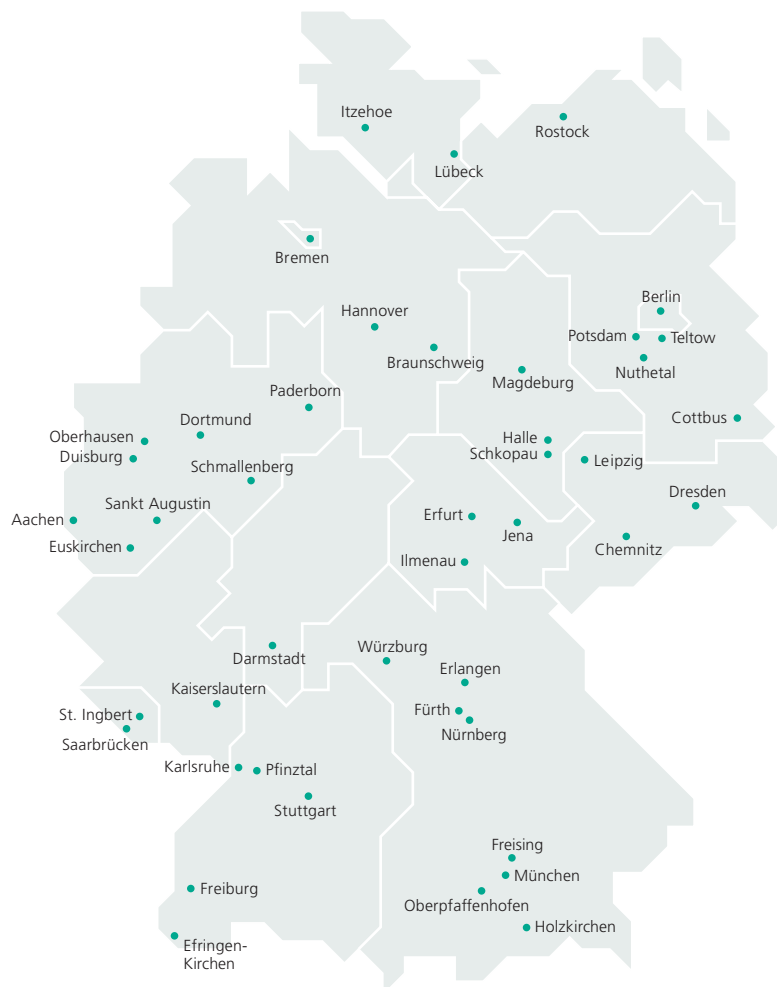 Itzehoe
Rostock
Lübeck
Bremen
Berlin
Hannover
Potsdam
Teltow
Braunschweig
Nuthetal
Magdeburg
Paderborn
Cottbus
Dortmund
Oberhausen
Halle
Duisburg
Schkopau
Leipzig
Schmallenberg
Dresden
Sankt Augustin
Aachen
Erfurt
Jena
Euskirchen
Chemnitz
Ilmenau
Würzburg
Darmstadt
Erlangen
Kaiserslautern
Fürth
St. Ingbert
Nürnberg
Saarbrücken
Karlsruhe
Pfinztal
Stuttgart
Freising
München
Freiburg
Oberpfaffenhofen
Holzkirchen
Efringen-
Kirchen